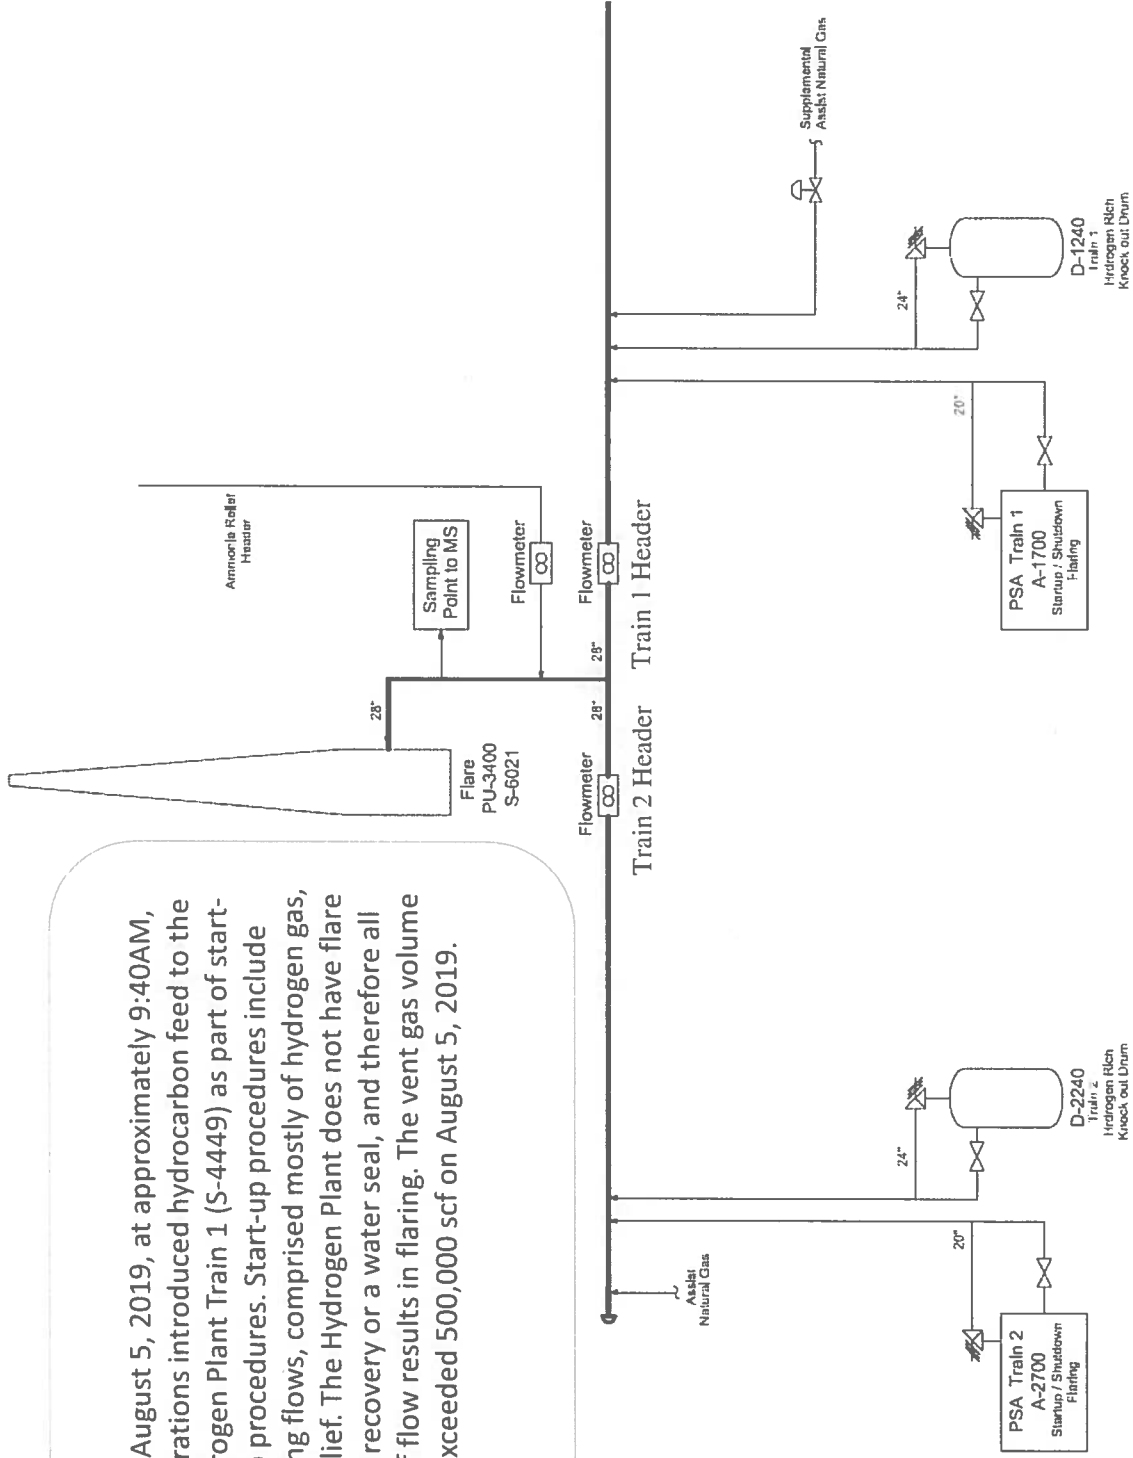 August 5, 2019, at approximately 9:40AM,
rations introduced hydrocarbon feed to the
rogen Plant Train 1 (S-4449) as part of start-
procedures. Start-up procedures include
ng flows, comprised mostly of hydrogen gas,
lief. The Hydrogen Plant does not have flare
recovery or a water seal, and therefore all
f flow results in flaring. The vent gas volume
xceeded 500,000 scf on August 5, 2019.
Flare
PU-3400
S-6021
28"
Sampling
Point to MS
Ammonia Relief
Header
Flowmeter
Flowmeter
28"
Train 1 Header
Flowmeter
28"
Train 2 Header
Supplemental
Assist Natural Gas
Assist
Natural Gas
20"
PSA Train 2
A-2700
Startup / Shutdown
Flaring
24"
D-2240
Train 2
Hrdrogen Rich
Knock out Drum
20"
PSA Train 1
A-1700
Startup / Shutdown
Flaring
24"
D-1240
Train 1
Hrdrogen Rich
Knock out Drum